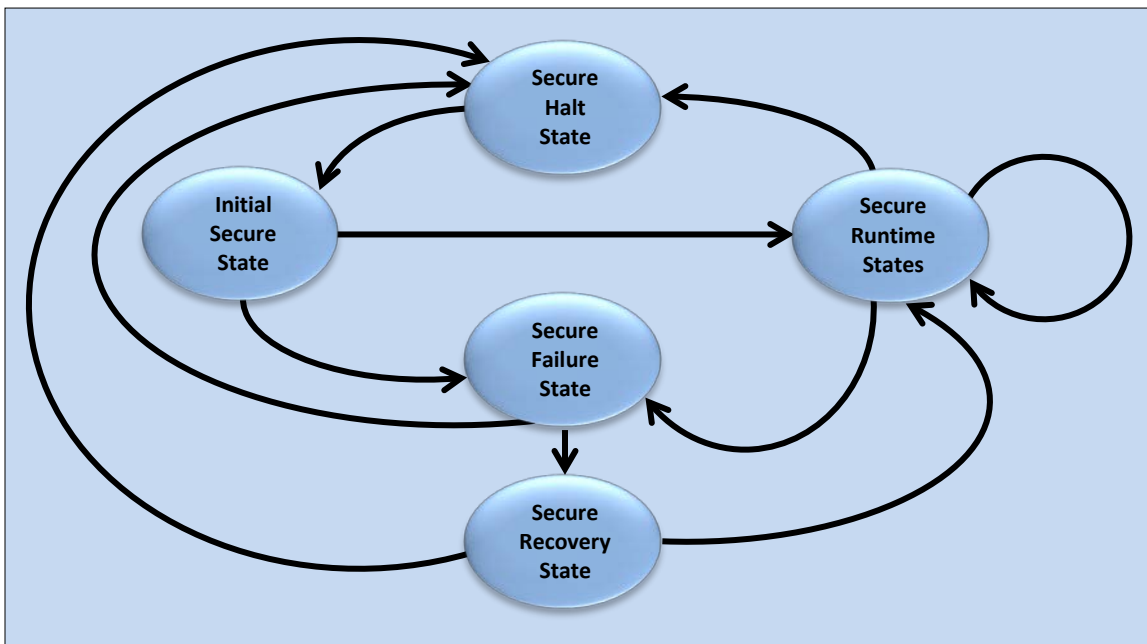 Secure
Halt
State
Initial
Secure
State
Secure
Runtime
States
Secure
Failure
State
Secure
Recovery
State